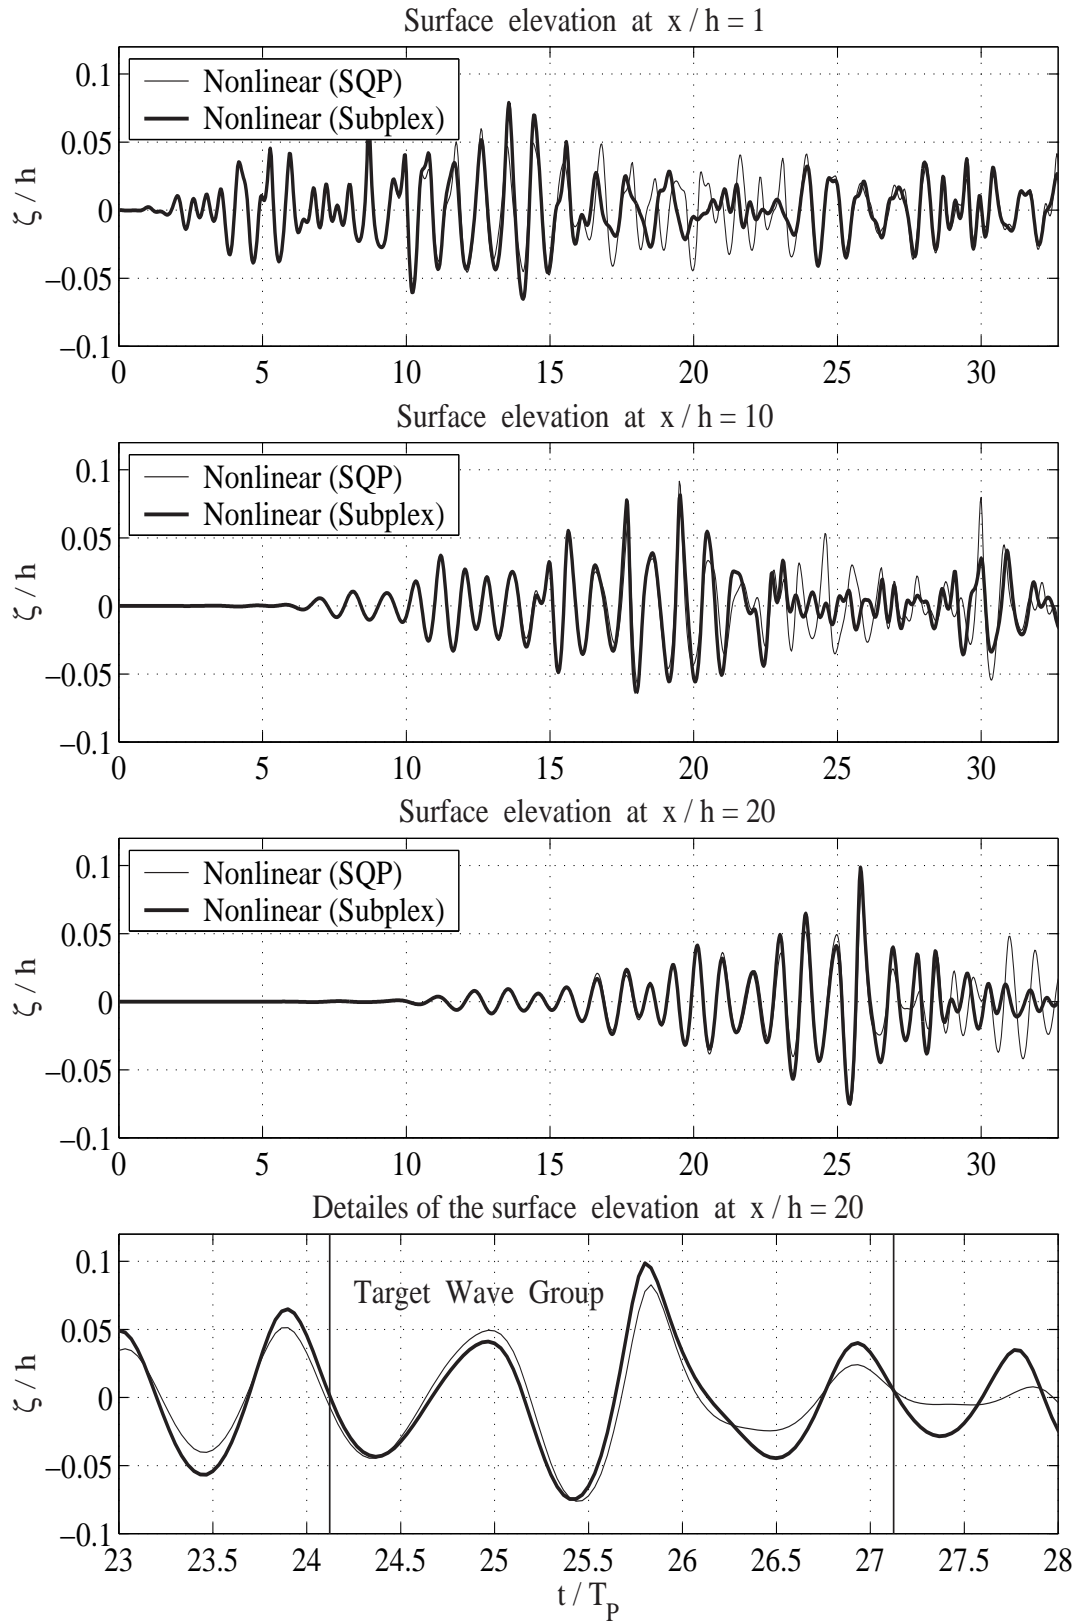 Surface elevation at x / h = 1
0.1
0.05
0
−0.05
−0.1
ζ / h
Nonlinear (SQP)
Nonlinear (Subplex)
0 5 10 15 20 25 30
Surface elevation at x / h = 10
0.1
0.05
0
−0.05
−0.1
ζ / h
Nonlinear (SQP)
Nonlinear (Subplex)
0 5 10 15 20 25 30
Surface elevation at x / h = 20
0.1
0.05
0
−0.05
−0.1
ζ / h
Nonlinear (SQP)
Nonlinear (Subplex)
0 5 10 15 20 25 30
Detailes of the surface elevation at x / h = 20
0.1
0.05
0
−0.05
−0.1
ζ / h
Target Wave Group
23 23.5 24 24.5 25 25.5 26 26.5 27 27.5 28
t / T_P